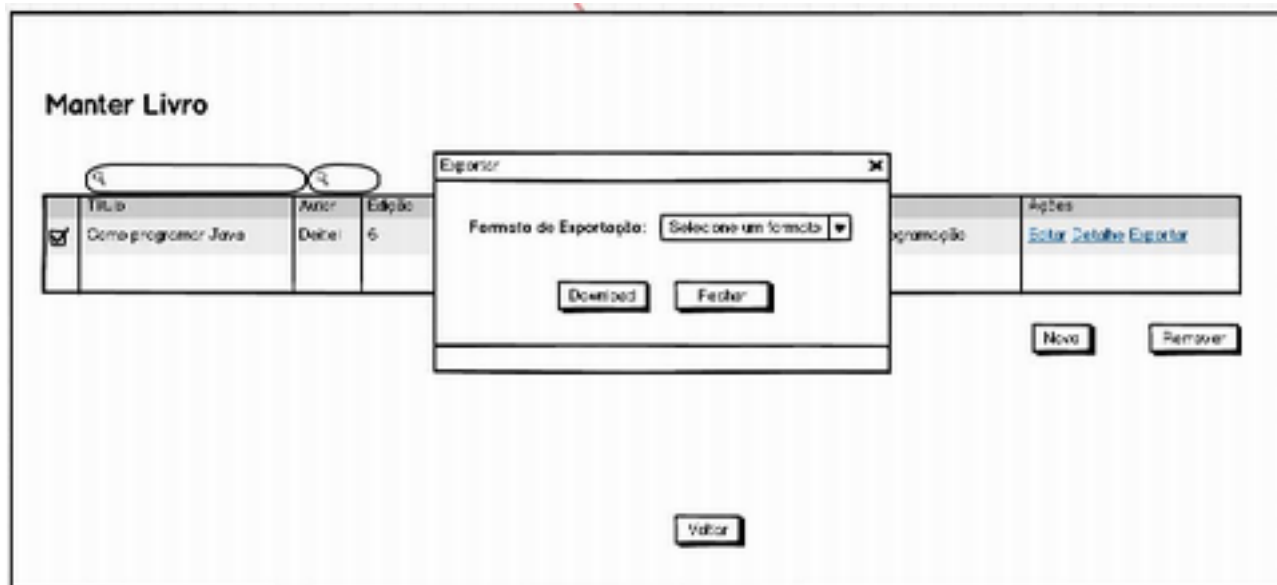 Manter Livro
Exportar
Título Autor Edição Ações
Como programar Java Deitel 6 ogramação Editar Detalhe Exportar
Formato de Exportação: Selecione um formato
Download Fechar
Novo Remover
Voltar